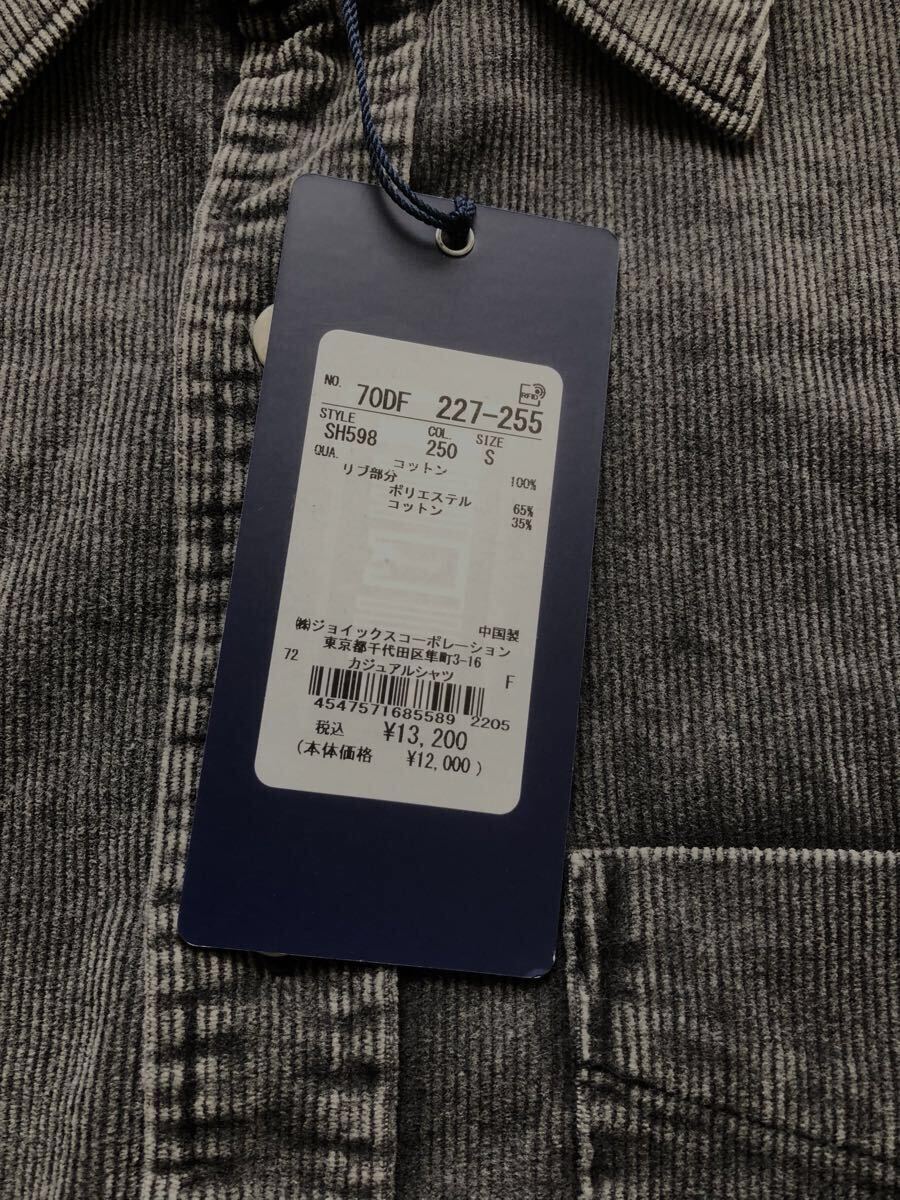 NO. 70DF 227-255
RFID
STYLE COL. SIZE
SH598 250 S
QUA. コットン 100%
リブ部分
ポリエステル 65%
コットン 35%
中国製
㈱ジョイックスコーポレーション
東京都千代田区隼町3-16
72 カジュアルシャツ F
4547571685589 2205
税込 ¥13,200
(本体価格 ¥12,000)